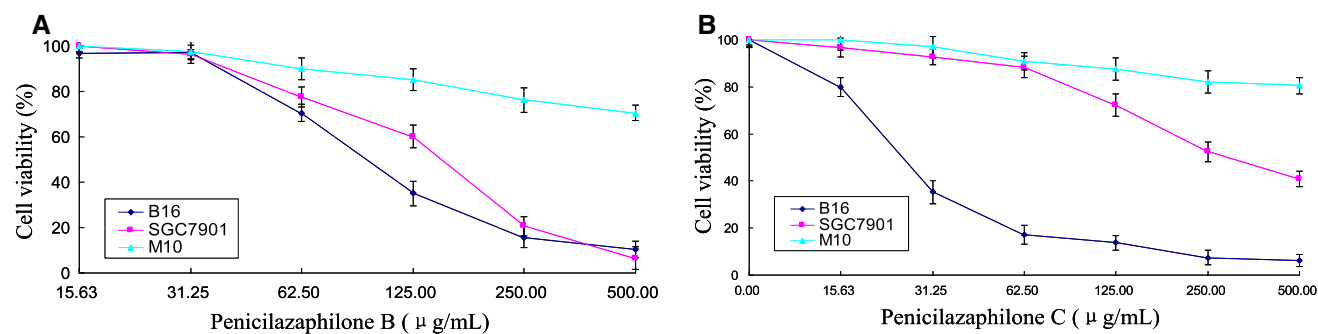 A
Cell viability (%)
100
80
60
40
20
0
B16
SGC7901
M10
15.63 31.25 62.50 125.00 250.00 500.00
Penicilazaphilone B ( μ g/mL)
B
Cell viability (%)
100
80
60
40
20
0
B16
SGC7901
M10
0.00 15.63 31.25 62.50 125.00 250.00 500.00
Penicilazaphilone C ( μ g/mL)